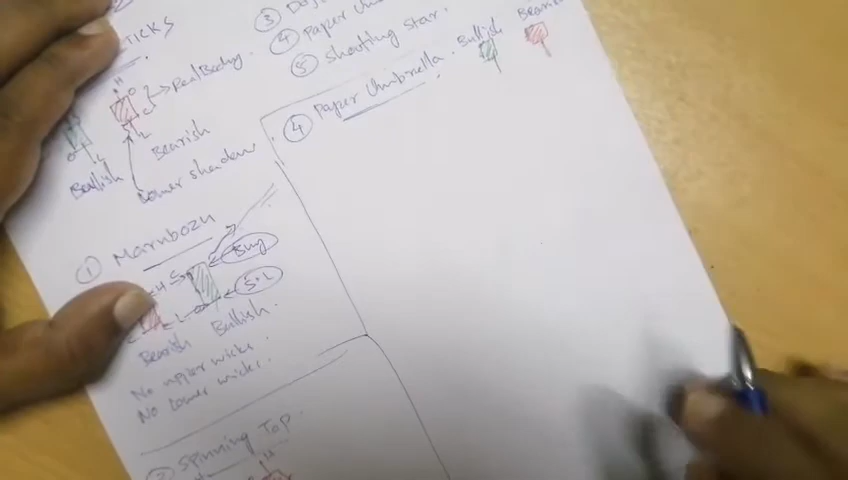 TICKS
③
④ Paper
⑤ Shooting star.
H
O
C
L
Real Body
Bearish
Bullish
Lower shadow
① Marubozu
H
S
Buy
S.L
L
Bearish Bullish.
No upper wicks.
No Lower wicks.
② Spinning Top.
H
④ Paper Umbrella. Bullish Bearish